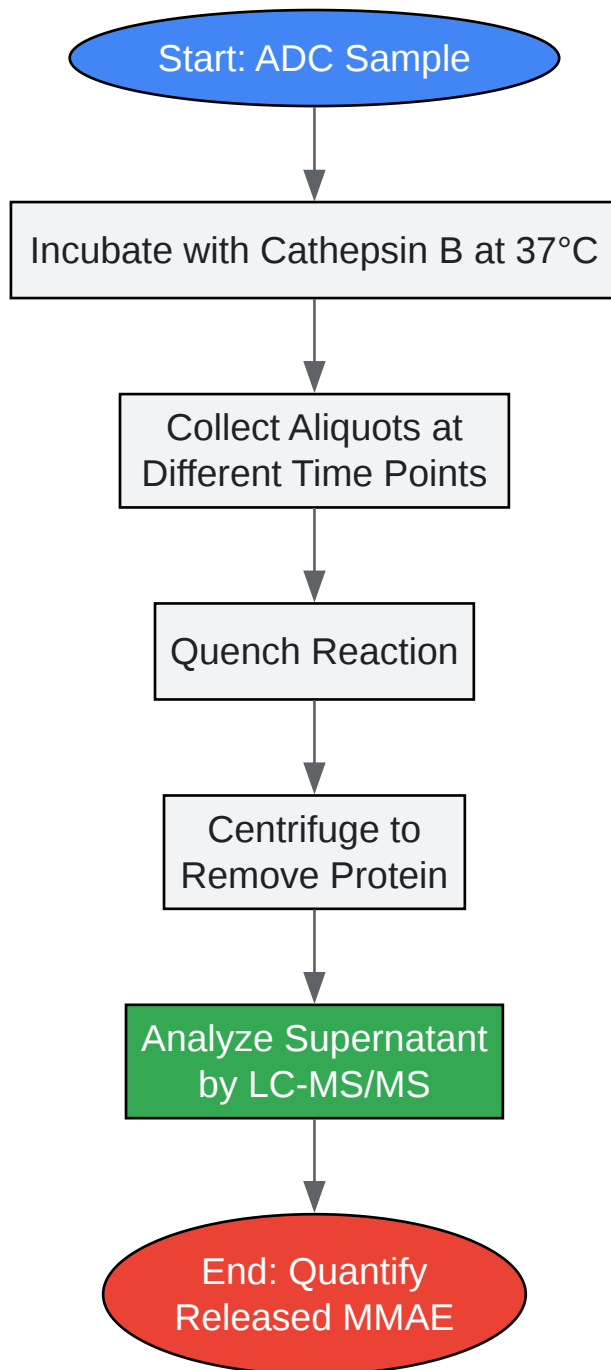 Start: ADC Sample
Incubate with Cathepsin B at 37°C
Collect Aliquots at
Different Time Points
Quench Reaction
Centrifuge to
Remove Protein
Analyze Supernatant
by LC-MS/MS
End: Quantify
Released MMAE